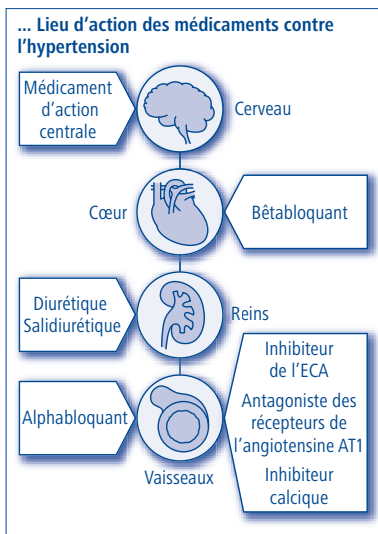 ... Lieu d'action des médicaments contre
l'hypertension
Médicament
d'action
centrale
Cerveau
Cœur
Bêtabloquant
Diurétique
Salidiurétique
Reins
Alphabloquant
Vaisseaux
Inhibiteur
de l'ECA
Antagoniste des
récepteurs de
l'angiotensine AT1
Inhibiteur
calcique